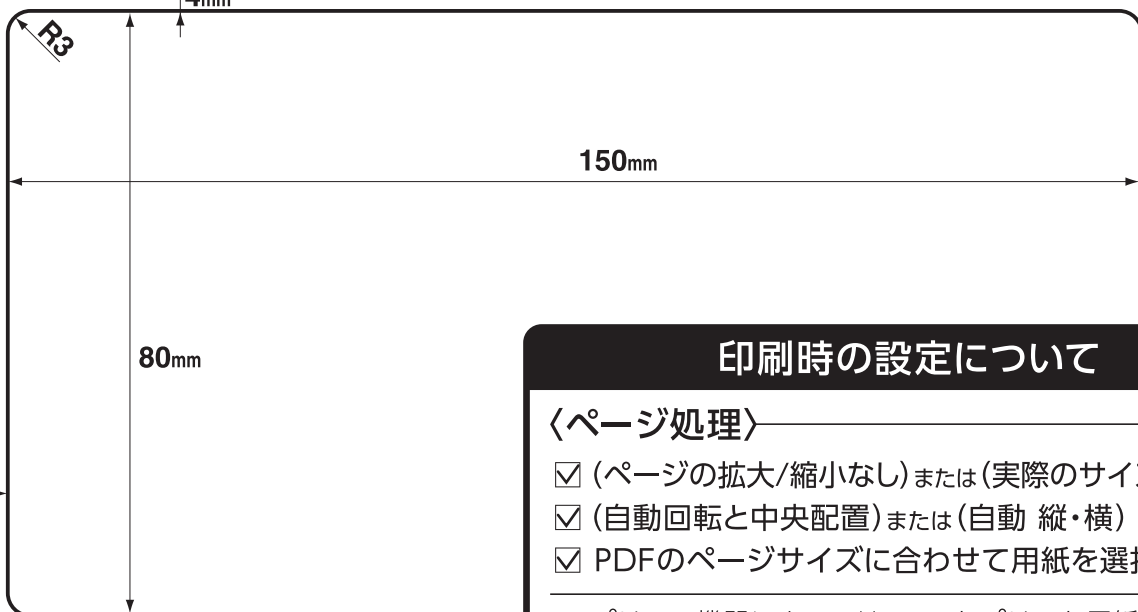 4mm
R3
150mm
80mm
印刷時の設定について
〈ページ処理〉
☑ (ページの拡大/縮小なし)または(実際のサイズ
☑ (自動回転と中央配置)または(自動 縦・横)
☑ PDFのページサイズに合わせて用紙を選択